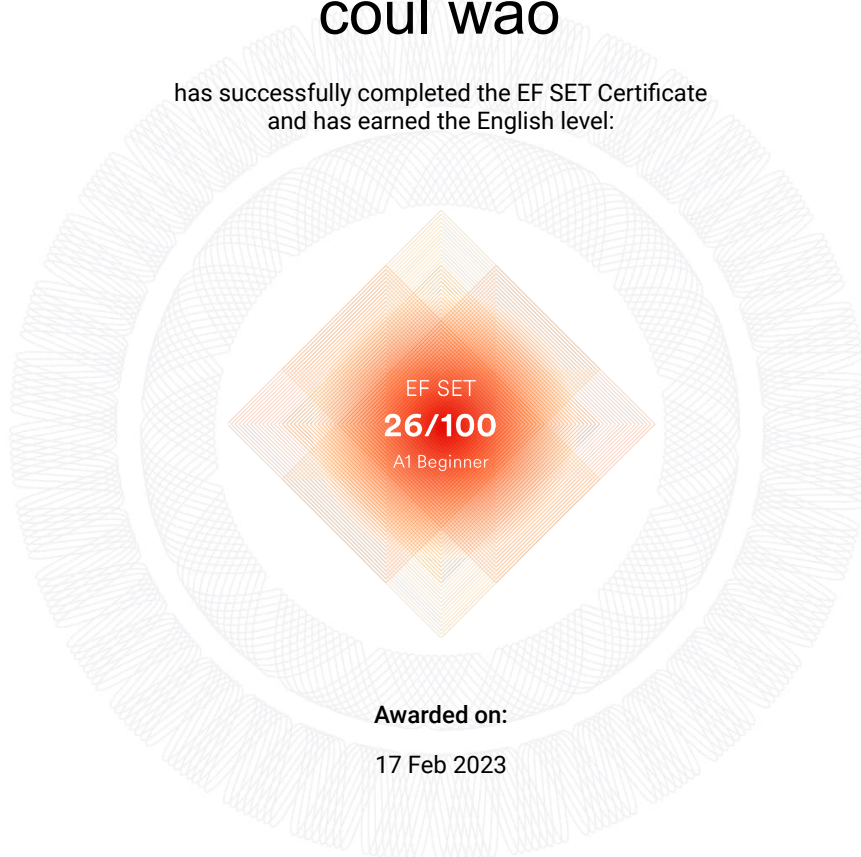 coul wao
has successfully completed the EF SET Certificate
and has earned the English level:
EF SET
26/100
A1 Beginner
Awarded on:
17 Feb 2023